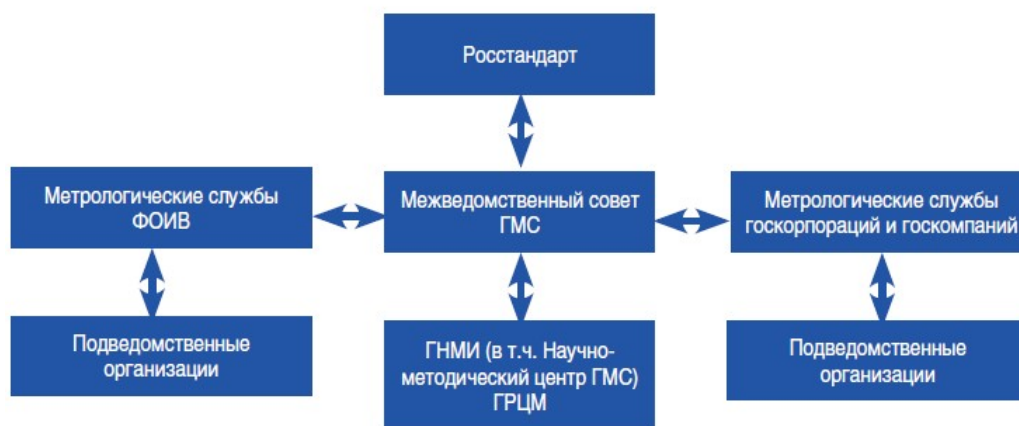 Росстандарт
Метрологические службы
ФОИВ
Межведомственный совет
ГМС
Метрологические службы
госкорпораций и госкомпаний
Подведомственные
организации
ГНМИ (в т.ч. Научно-
методический центр ГМС)
ГРЦМ
Подведомственные
организации